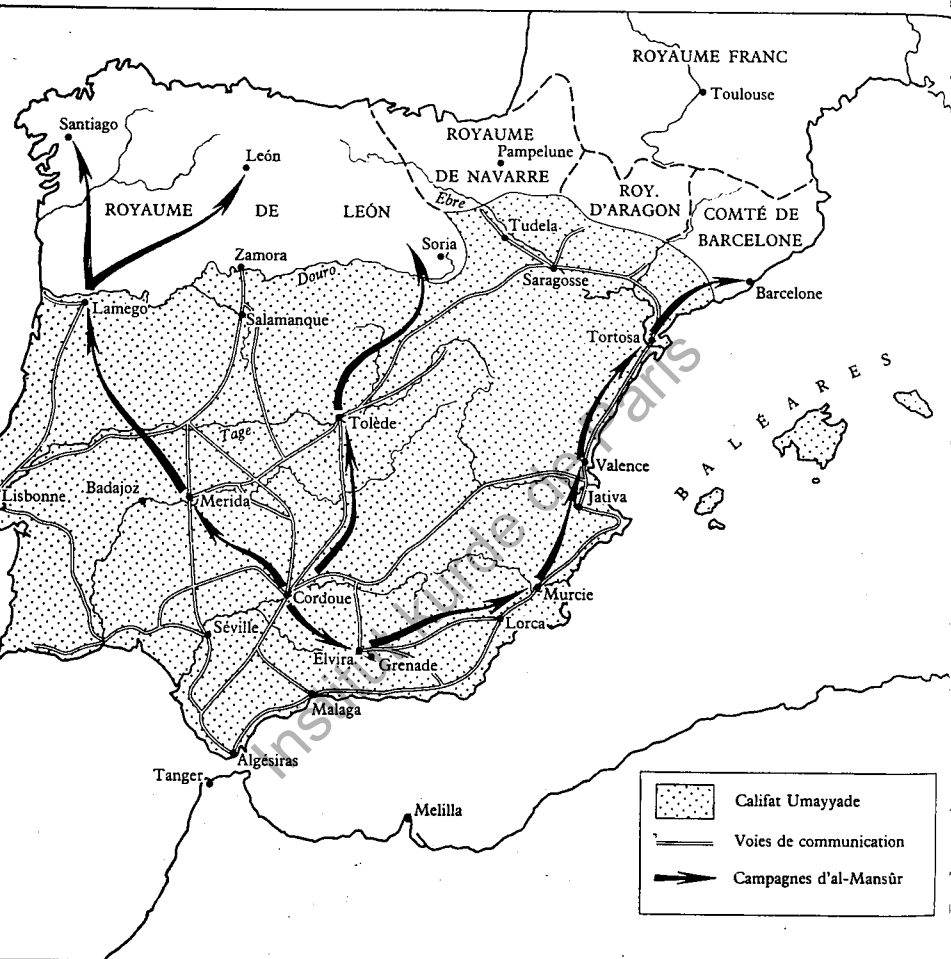 ROYAUME FRANC
Toulouse
Santiago
León
ROYAUME
Pampelune
DE NAVARRE
ROYAUME DE LEÓN
Ebre
ROY.
D'ARAGON
COMTÉ DE
BARCELONE
Tudela
Soria
Zamora
Douro
Saragosse
Barcelone
Lamego
Salamanque
Tortosa
BALÉARES
Tolède
Tage
Valence
Lisbonne
Badajoz
Merida
Jativa
Cordoue
Murcie
Lorca
Séville
Elvira
Grenade
Malaga
Algésiras
Tanger
Melilla
Califat Umayyade
Voies de communication
Campagnes d'al-Mansûr
Institut kurde de Paris